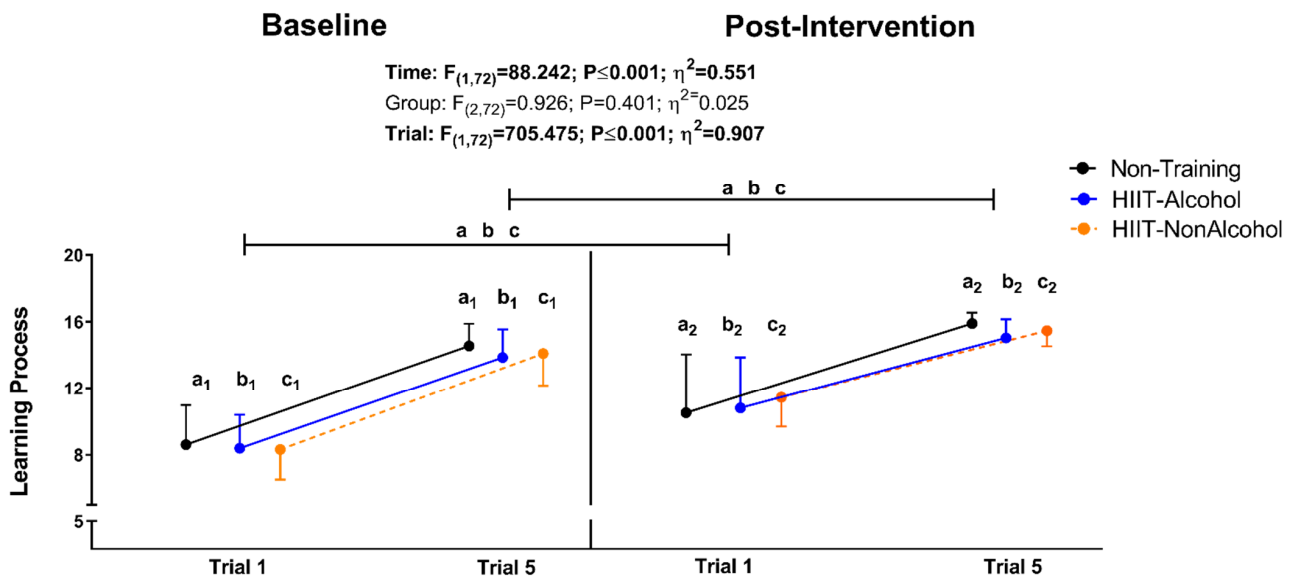 Baseline Post-Intervention
Time: F(1,72)=88.242; P≤0.001; η²=0.551
Group: F(2,72)=0.926; P=0.401; η²⁼0.025
Trial: F(1,72)=705.475; P≤0.001; η²=0.907
Non-Training
HIIT-Alcohol
HIIT-NonAlcohol
a b c
a b c
Learning Process
20
16
12
8
5
a₁ b₁ c₁
a₁ b₁ c₁
a₂ b₂ c₂
a₂ b₂ c₂
Trial 1 Trial 5 Trial 1 Trial 5